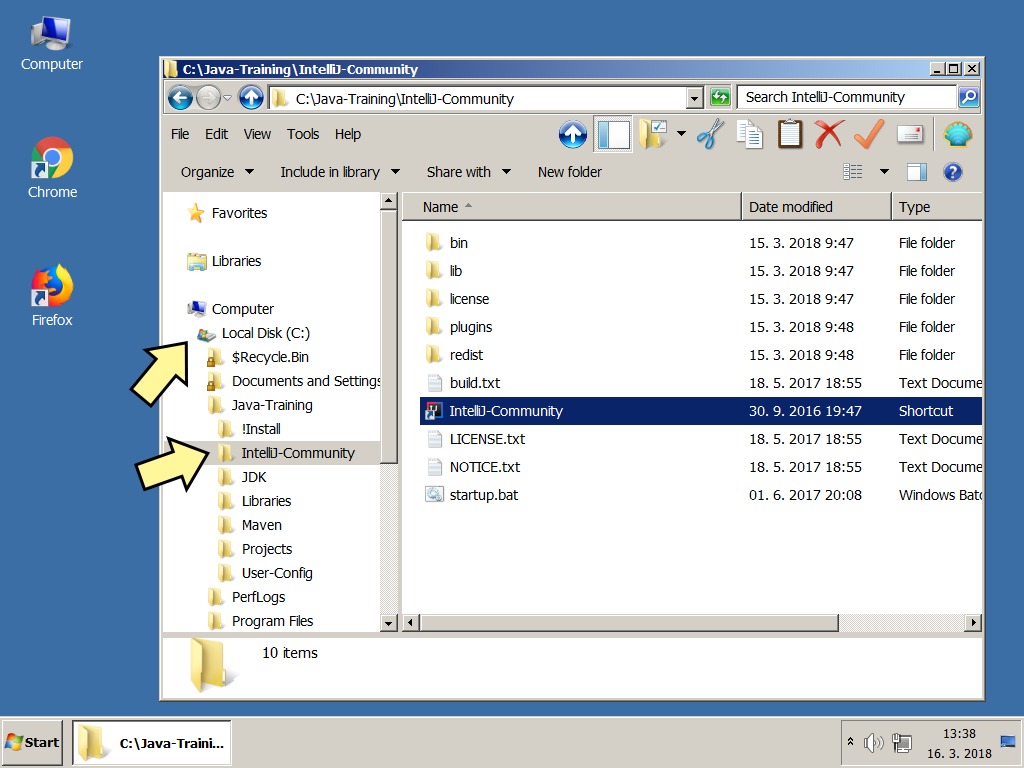 Computer
Chrome
Firefox
C:\Java-Training\IntelliJ-Community
C:\Java-Training\IntelliJ-Community
Search IntelliJ-Community
File Edit View Tools Help
Organize Include in library Share with New folder
Favorites
Libraries
Computer
Local Disk (C:)
$Recycle.Bin
Documents and Settings
Java-Training
!Install
IntelliJ-Community
JDK
Libraries
Maven
Projects
User-Config
PerfLogs
Program Files
Name Date modified Type
bin 15. 3. 2018 9:47 File folder
lib 15. 3. 2018 9:47 File folder
license 15. 3. 2018 9:47 File folder
plugins 15. 3. 2018 9:48 File folder
redist 15. 3. 2018 9:48 File folder
build.txt 18. 5. 2017 18:55 Text Docume
IntelliJ-Community 30. 9. 2016 19:47 Shortcut
LICENSE.txt 18. 5. 2017 18:55 Text Docume
NOTICE.txt 18. 5. 2017 18:55 Text Docume
startup.bat 01. 6. 2017 20:08 Windows Batc
10 items
Start
C:\Java-Traini...
13:38
16. 3. 2018